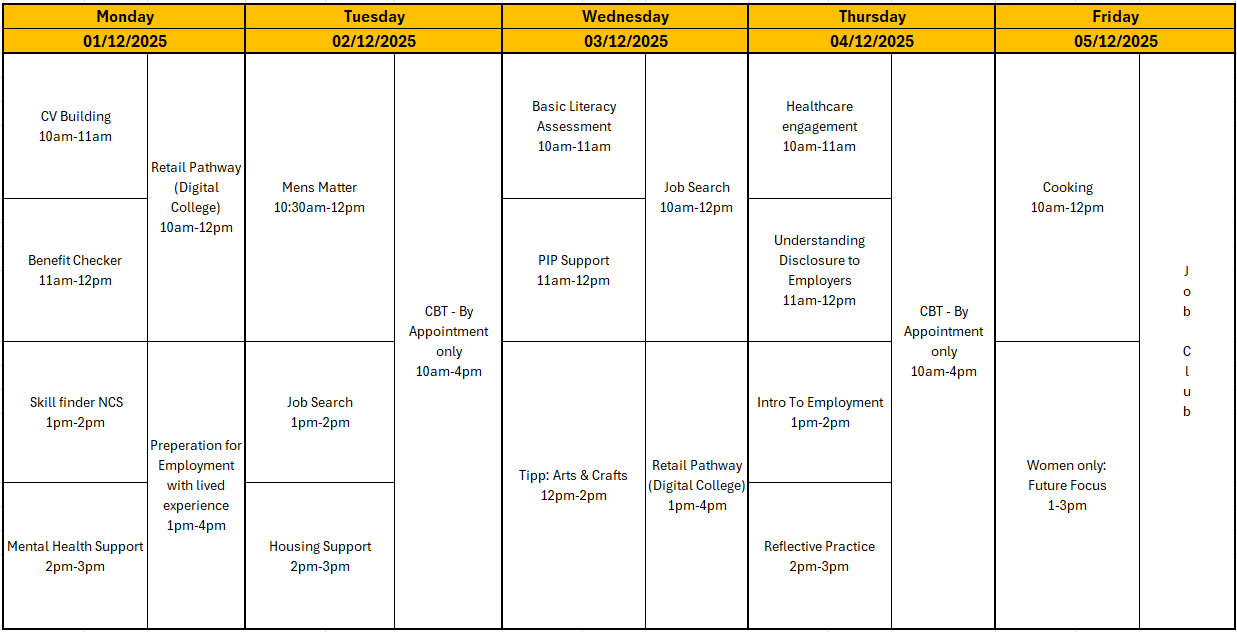 Monday
Tuesday
Wednesday
Thursday
Friday
01/12/2025
02/12/2025
03/12/2025
04/12/2025
05/12/2025
CV Building
10am-11am
Benefit Checker
11am-12pm
Skill finder NCS
1pm-2pm
Mental Health Support
2pm-3pm
Retail Pathway
(Digital
College)
10am-12pm
Preperation for
Employment
with lived
experience
1pm-4pm
Mens Matter
10:30am-12pm
Job Search
1pm-2pm
Housing Support
2pm-3pm
CBT - By
Appointment
only
10am-4pm
Basic Literacy
Assessment
10am-11am
PIP Support
11am-12pm
Tipp: Arts & Crafts
12pm-2pm
Job Search
10am-12pm
Retail Pathway
(Digital College)
1pm-4pm
Healthcare
engagement
10am-11am
Understanding
Disclosure to
Employers
11am-12pm
Intro To Employment
1pm-2pm
Reflective Practice
2pm-3pm
CBT - By
Appointment
only
10am-4pm
Cooking
10am-12pm
Women only:
Future Focus
1-3pm
J
o
b
C
l
u
b